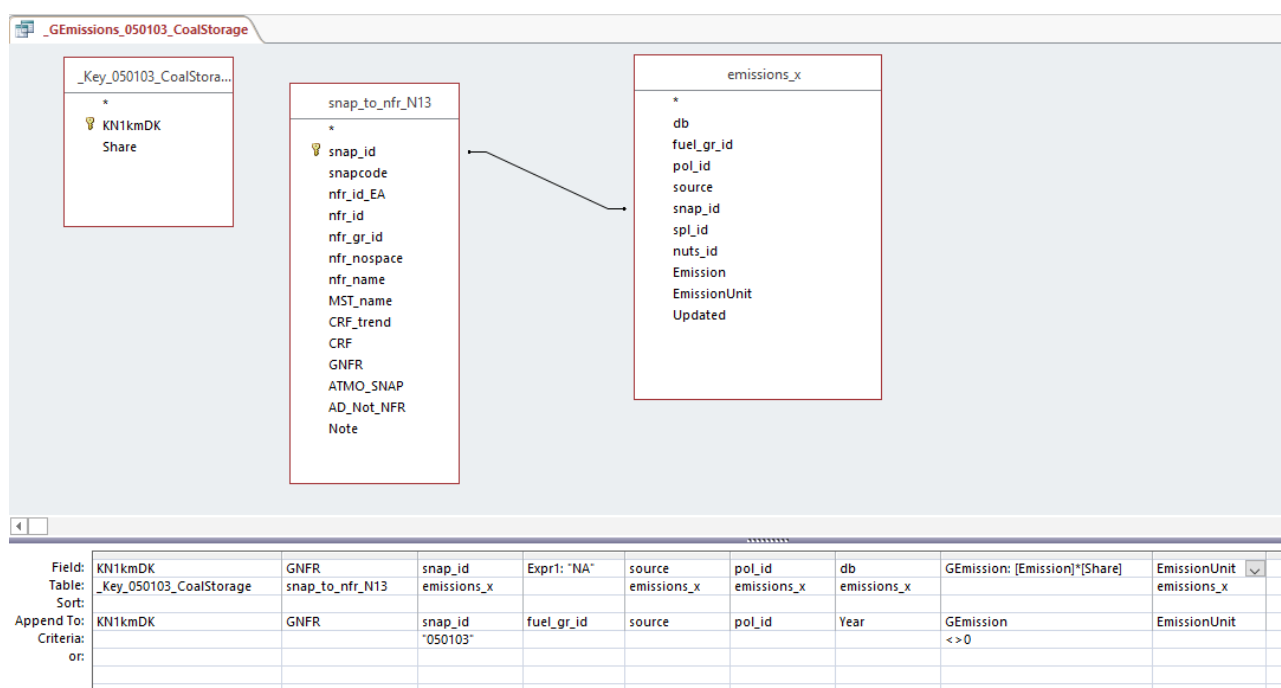 _GEmissions_050103_CoalStorage
_Key_050103_CoalStora...
*
KN1kmDK
Share
snap_to_nfr_N13
*
snap_id
snapcode
nfr_id_EA
nfr_id
nfr_gr_id
nfr_nospace
nfr_name
MST_name
CRF_trend
CRF
GNFR
ATMO_SNAP
AD_Not_NFR
Note
emissions_x
*
db
fuel_gr_id
pol_id
source
snap_id
spl_id
nuts_id
Emission
EmissionUnit
Updated
Field: KN1kmDK GNFR snap_id Expr1: "NA" source pol_id db GEmission: [Emission]*[Share] EmissionUnit
Table: _Key_050103_CoalStorage snap_to_nfr_N13 emissions_x emissions_x emissions_x emissions_x emissions_x
Sort:
Append To: KN1kmDK GNFR snap_id fuel_gr_id source pol_id Year GEmission EmissionUnit
Criteria: "050103" <>0
or: